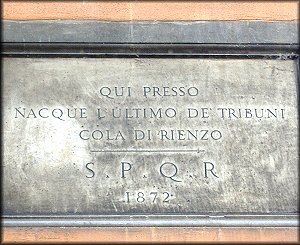 QUI PRESSO
NACQUE L'ULTIMO DE' TRIBUNI
COLA DI RIENZO
S.P.Q.R
1872